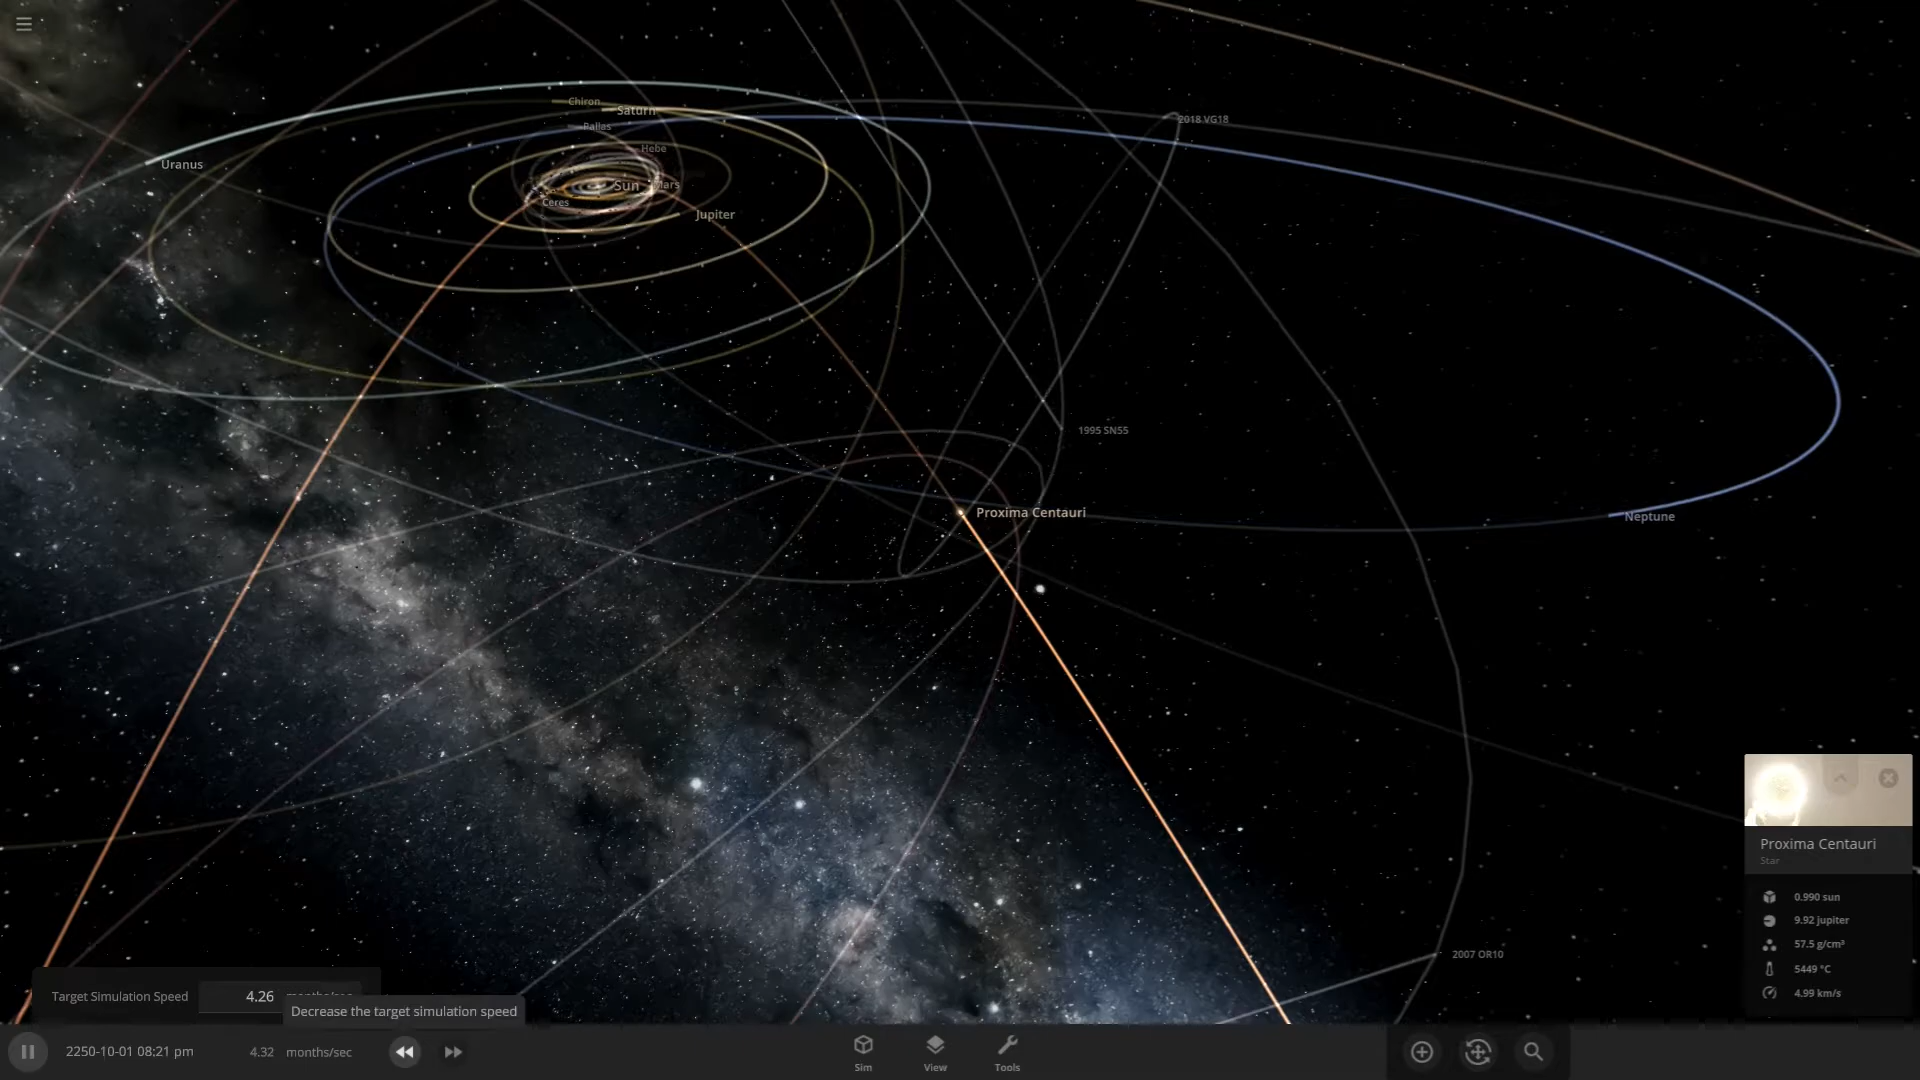 Chiron
Saturn
Pallas
2018 VG18
Hebe
Uranus
Sun
Mars
Ceres
Jupiter
1995 SN55
Proxima Centauri
Neptune
Proxima Centauri
Star
0.990 sun
9.92 jupiter
57.5 g/cm³
5449 °C
4.99 km/s
2007 OR10
Target Simulation Speed 4.26
Decrease the target simulation speed
2250-10-01 08:21 pm 4.32 months/sec
Sim View Tools